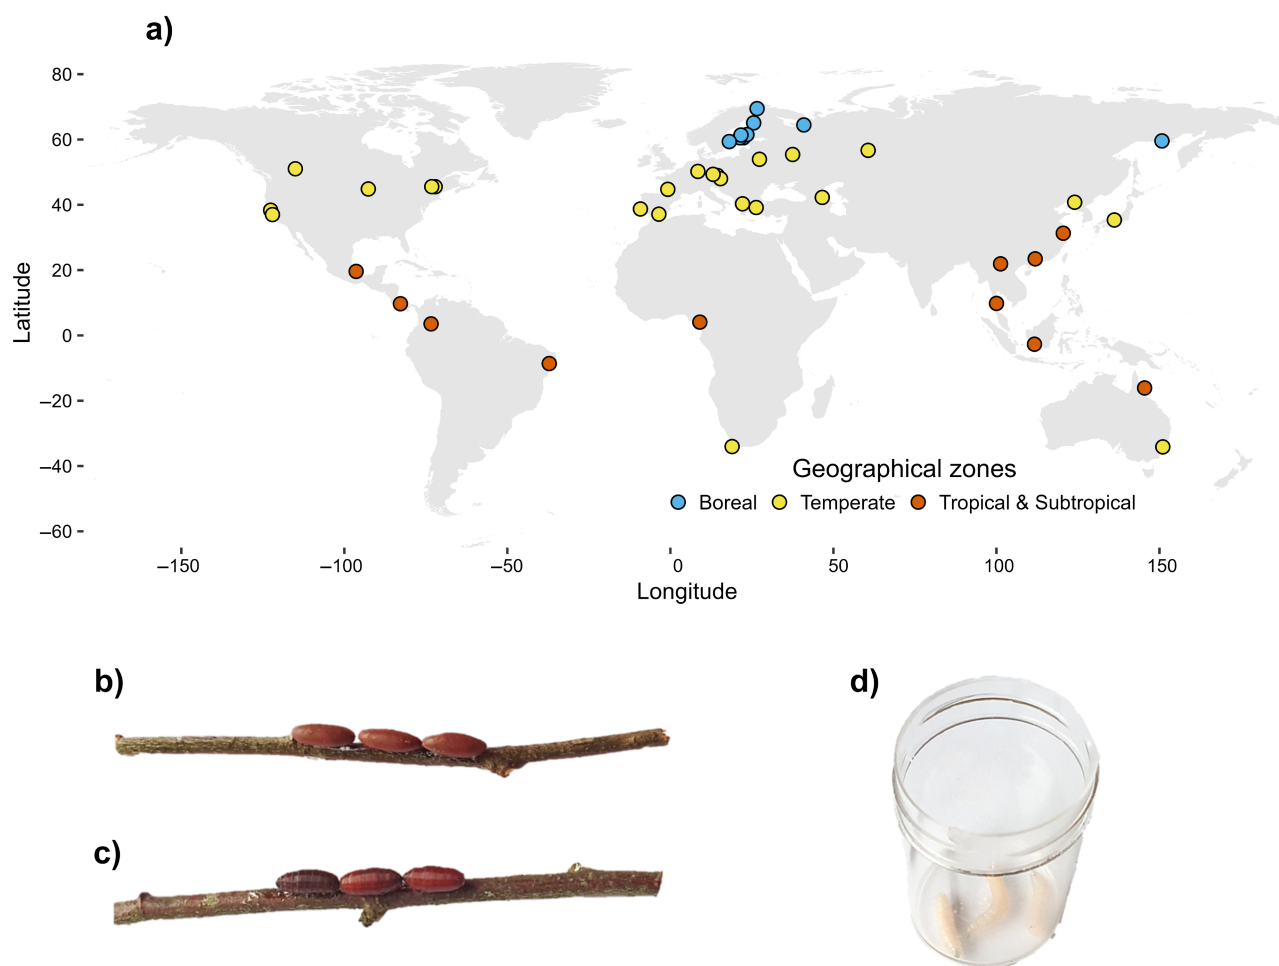 a)
80
60
40
20
0
–20
–40
–60
Latitude
Geographical zones
Boreal Temperate Tropical & Subtropical
–150 –100 –50 0 50 100 150
Longitude
b)
d)
c)